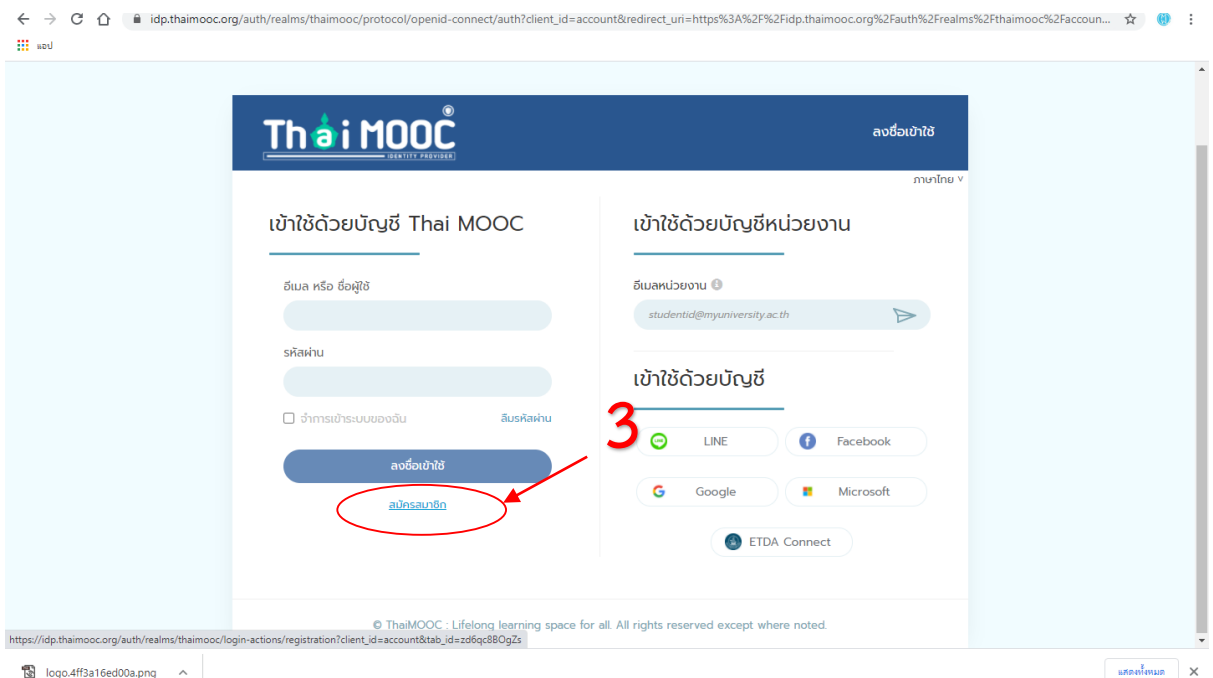 idp.thaimooc.org/auth/realms/thaimooc/protocol/openid-connect/auth?client_id=account&redirect_uri=https%3A%2F%2Fidp.thaimooc.org%2Fauth%2Frealms%2Fthaimooc%2Faccoun...
แอป
Thai MOOC
IDENTITY PROVIDER
ลงชื่อเข้าใช้
ภาษาไทย
เข้าใช้ด้วยบัญชี Thai MOOC
อีเมล หรือ ชื่อผู้ใช้
รหัสผ่าน
จำการเข้าระบบของฉัน
ลืมรหัสผ่าน
ลงชื่อเข้าใช้
สมัครสมาชิก
3
เข้าใช้ด้วยบัญชีหน่วยงาน
อีเมลหน่วยงาน
studentid@myuniversity.ac.th
เข้าใช้ด้วยบัญชี
LINE
Facebook
Google
Microsoft
ETDA Connect
© ThaiMOOC : Lifelong learning space for all. All rights reserved except where noted.
https://idp.thaimooc.org/auth/realms/thaimooc/login-actions/registration?client_id=account&tab_id=zd6qc8BOgZs
logo.4ff3a16ed00a.png
แสดงทั้งหมด